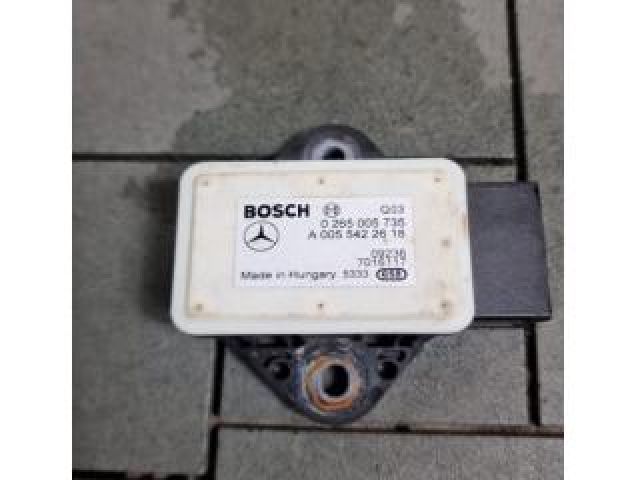 BOSCH Q03
0 265 005 735
A 005 542 26 18
Made in Hungary 5333